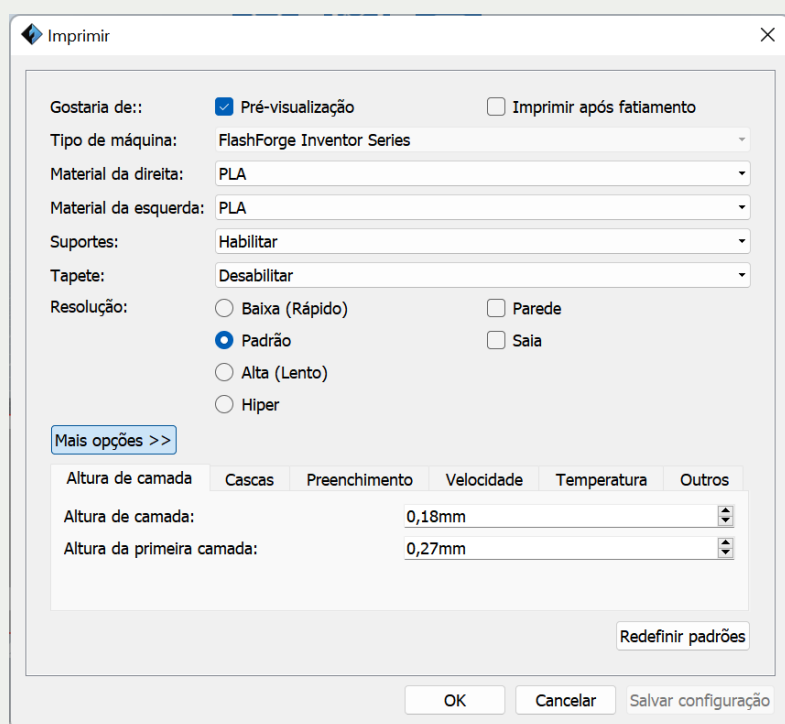 Imprimir
Gostaria de:: Pré-visualização Imprimir após fatiamento
Tipo de máquina: FlashForge Inventor Series
Material da direita: PLA
Material da esquerda: PLA
Suportes: Habilitar
Tapete: Desabilitar
Resolução: Baixa (Rápido) Parede
Padrão Saia
Alta (Lento)
Hiper
Mais opções >>
Altura de camada Cascas Preenchimento Velocidade Temperatura Outros
Altura de camada: 0,18mm
Altura da primeira camada: 0,27mm
Redefinir padrões
OK Cancelar Salvar configuração